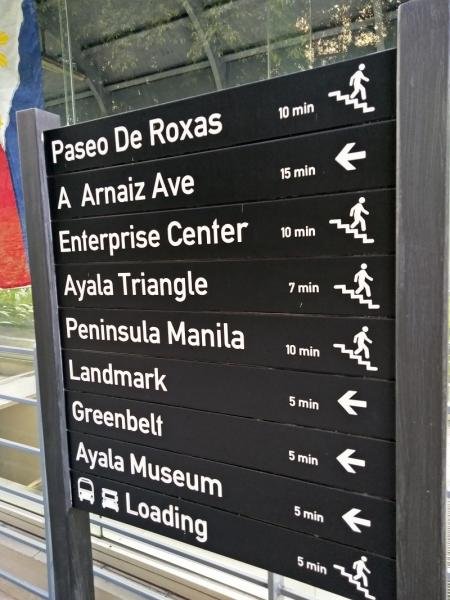 Paseo De Roxas 10 min
A Arnaiz Ave 15 min
Enterprise Center 10 min
Ayala Triangle 7 min
Peninsula Manila 10 min
Landmark 5 min
Greenbelt 5 min
Ayala Museum 5 min
Loading 5 min